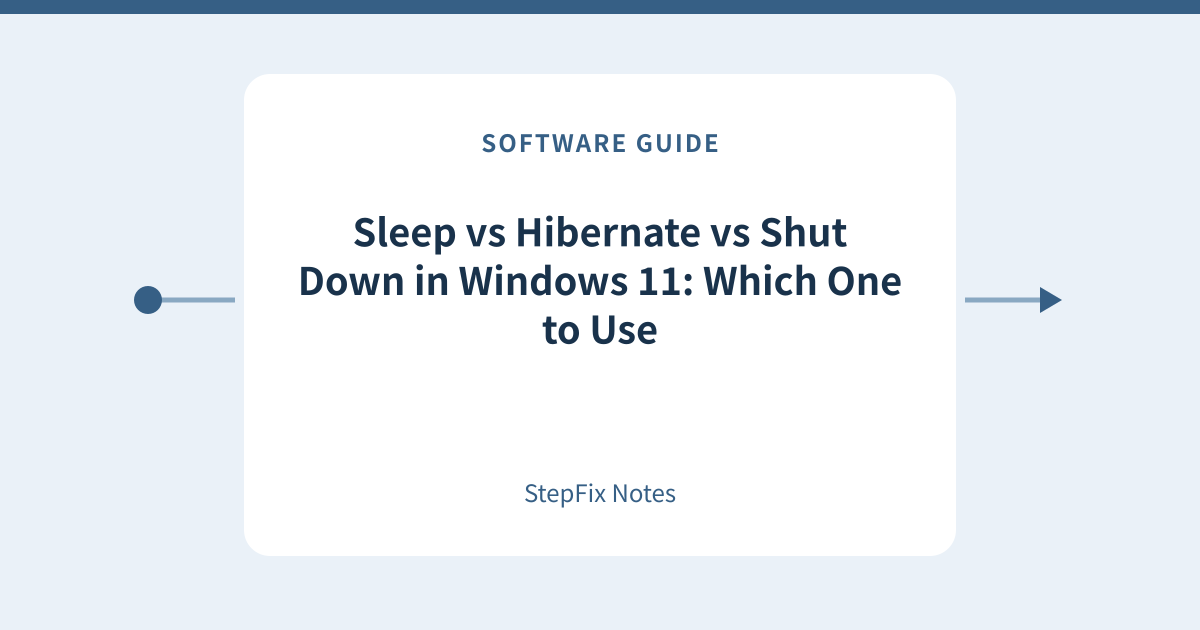 SOFTWARE GUIDE
Sleep vs Hibernate vs Shut
Down in Windows 11: Which One
to Use
StepFix Notes